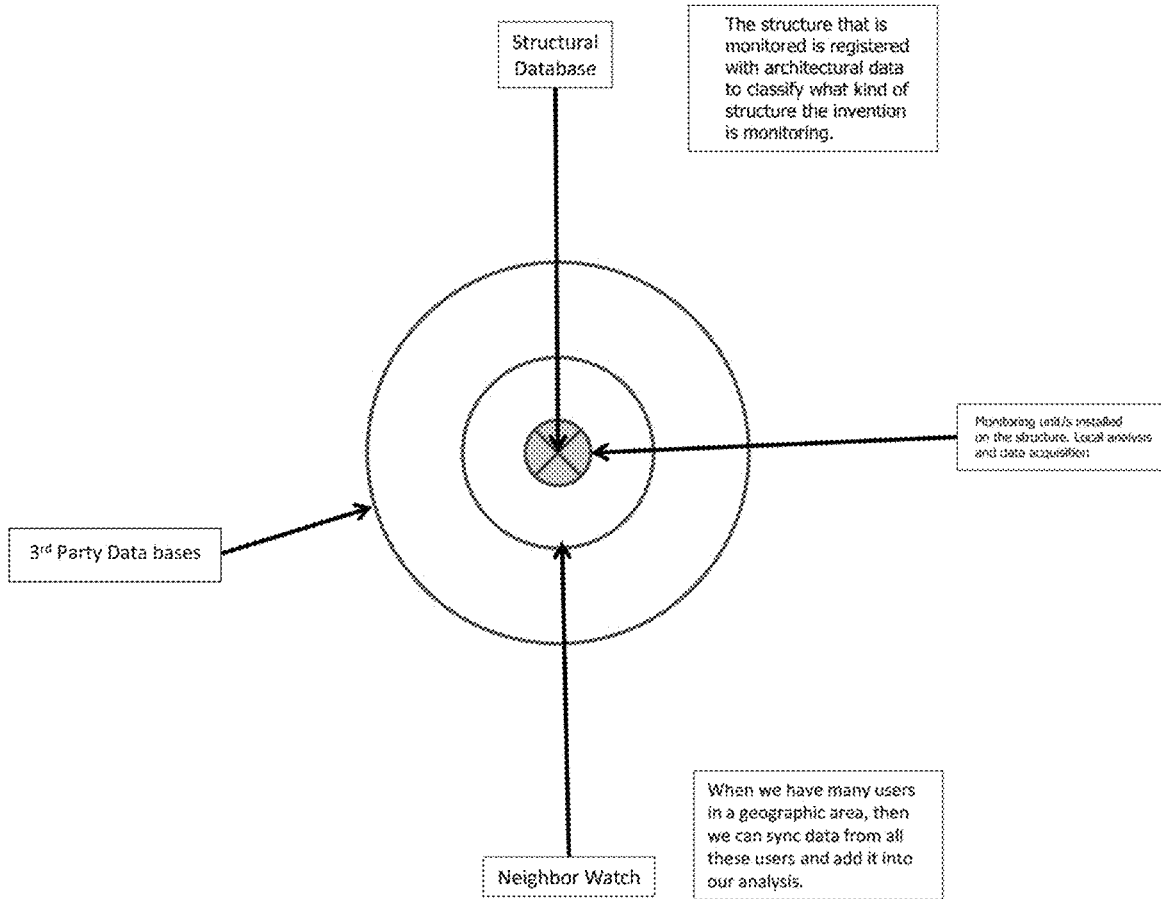 Structural
Database
The structure that is
monitored is registered
with architectural data
to classify what kind of
structure the invention
is monitoring.
Monitoring unit/s installed
on the structure. Local analysis
and data acquisition
3rd Party Data bases
When we have many users
in a geographic area, then
we can sync data from all
these users and add it into
our analysis.
Neighbor Watch